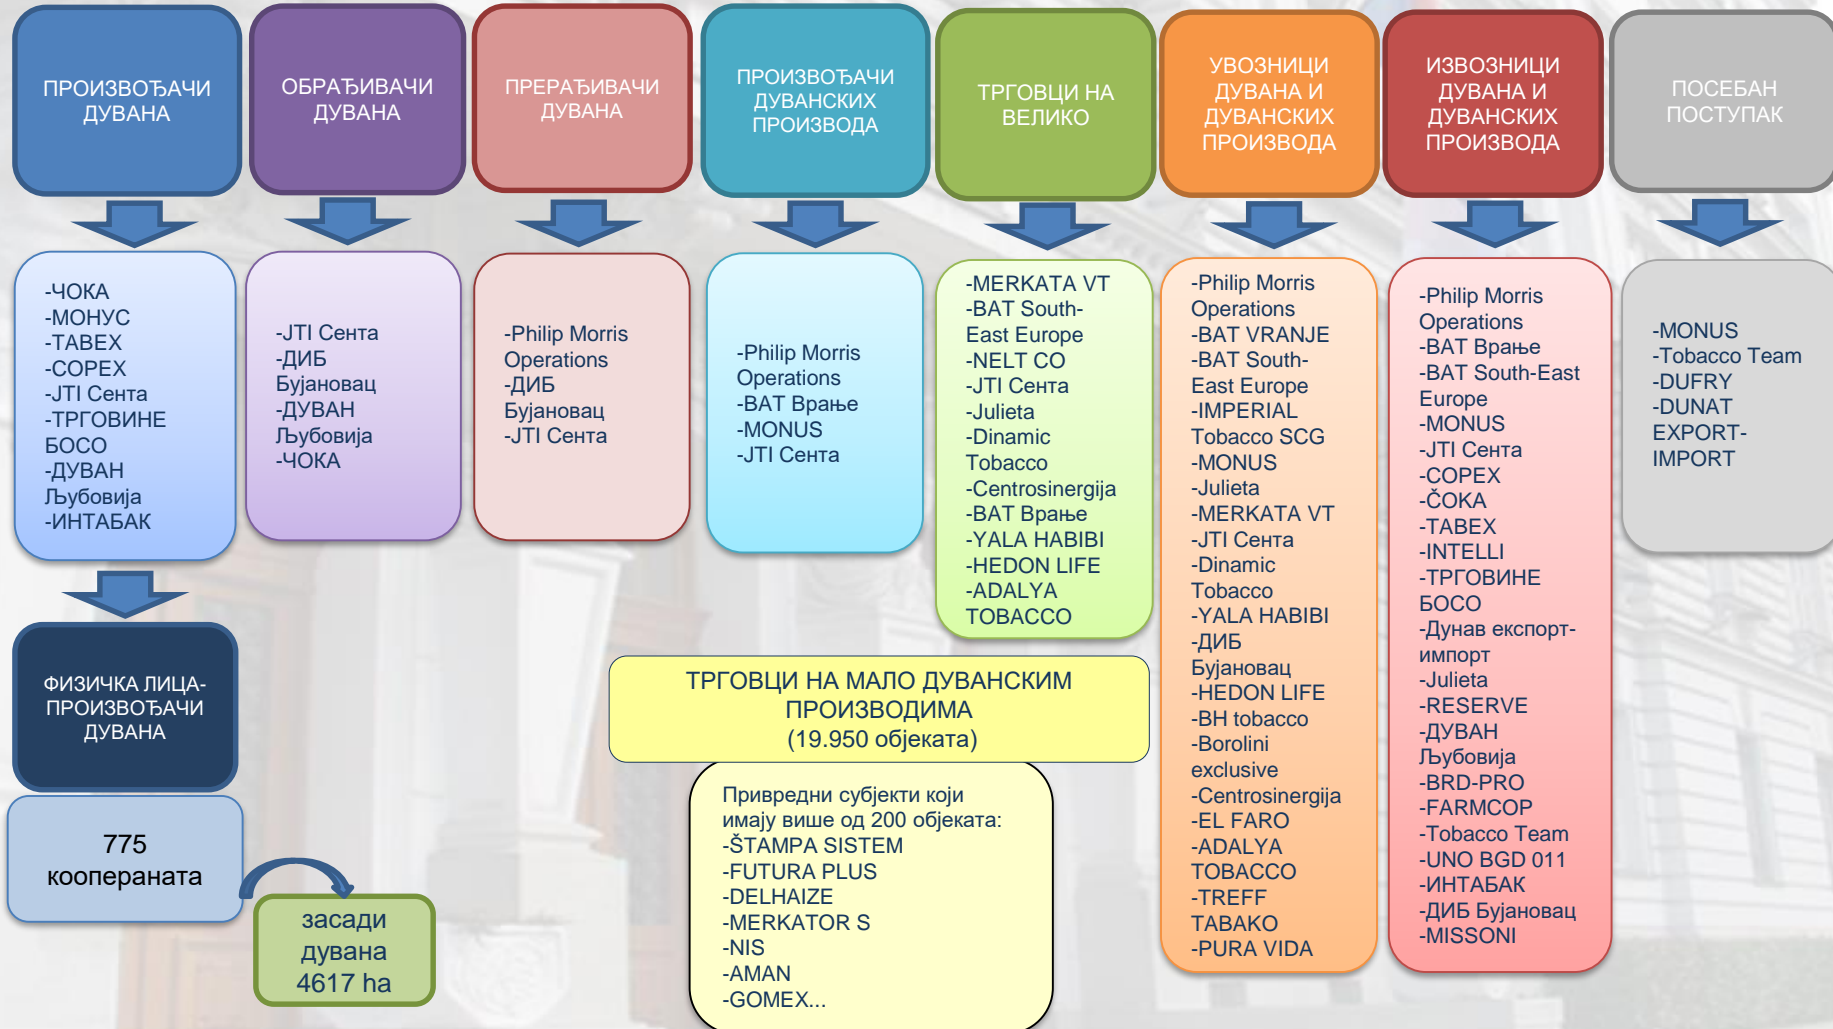 ПРОИЗВОЂАЧИ
ДУВАНА
ОБРАЂИВАЧИ
ДУВАНА
ПРЕРАЂИВАЧИ
ДУВАНА
ПРОИЗВОЂАЧИ
ДУВАНСКИХ
ПРОИЗВОДА
ТРГОВЦИ НА
ВЕЛИКО
УВОЗНИЦИ
ДУВАНА И
ДУВАНСКИХ
ПРОИЗВОДА
ИЗВОЗНИЦИ
ДУВАНА И
ДУВАНСКИХ
ПРОИЗВОДА
ПОСЕБАН
ПОСТУПАК
-ЧОКА
-МОНУС
-TABEX
-COPEX
-JTI Сента
-ТРГОВИНЕ
БОСО
-ДУВАН
Љубовија
-ИНТАБАК
-JTI Сента
-ДИБ
Бујановац
-ДУВАН
Љубовија
-ЧОКА
-Philip Morris
Operations
-ДИБ
Бујановац
-JTI Сента
-Philip Morris
Operations
-BAT Врање
-MONUS
-JTI Сента
-MERKATA VT
-BAT South-
East Europe
-NELT CO
-JTI Сента
-Julieta
-Dinamic
Tobacco
-Centrosinergija
-BAT Врање
-YALA HABIBI
-HEDON LIFE
-ADALYA
TOBACCO
-Philip Morris
Operations
-BAT VRANJE
-BAT South-
East Europe
-IMPERIAL
Tobacco SCG
-MONUS
-Julieta
-MERKATA VT
-JTI Сента
-Dinamic
Tobacco
-YALA HABIBI
-ДИБ
Бујановац
-HEDON LIFE
-BH tobacco
-Borolini
exclusive
-Centrosinergija
-EL FARO
-ADALYA
TOBACCO
-TREFF
TABAKO
-PURA VIDA
-Philip Morris
Operations
-BAT Врање
-BAT South-East
Europe
-MONUS
-JTI Сента
-COPEX
-ČOKA
-TABEX
-INTELLI
-ТРГОВИНЕ
БОСО
-Дунав експорт-
импорт
-Julieta
-RESERVE
-ДУВАН
Љубовија
-BRD-PRO
-FARMCOP
-Tobacco Team
-UNO BGD 011
-ИНТАБАК
-ДИБ Бујановац
-MISSONI
-MONUS
-Tobacco Team
-DUFRY
-DUNAT
EXPORT-
IMPORT
ФИЗИЧКА ЛИЦА-
ПРОИЗВОЂАЧИ
ДУВАНА
775
коопераната
засади
дувана
4617 ha
ТРГОВЦИ НА МАЛО ДУВАНСКИМ
ПРОИЗВОДИМА
(19.950 објеката)
Привредни субјекти који
имају више од 200 објеката:
-ŠTAMPA SISTEM
-FUTURA PLUS
-DELHAIZE
-MERKATOR S
-NIS
-AMAN
-GOMEX...